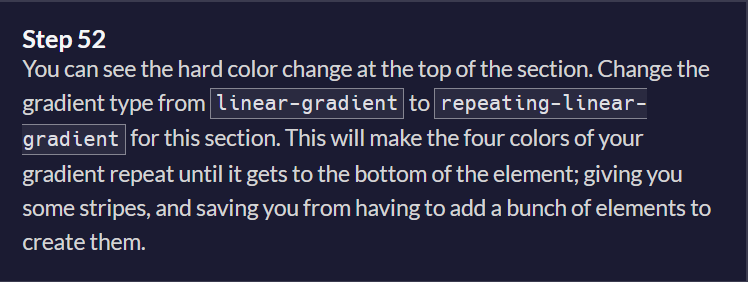 Step 52
You can see the hard color change at the top of the section. Change the
gradient type from linear-gradient to repeating-linear-
gradient for this section. This will make the four colors of your
gradient repeat until it gets to the bottom of the element; giving you
some stripes, and saving you from having to add a bunch of elements to
create them.